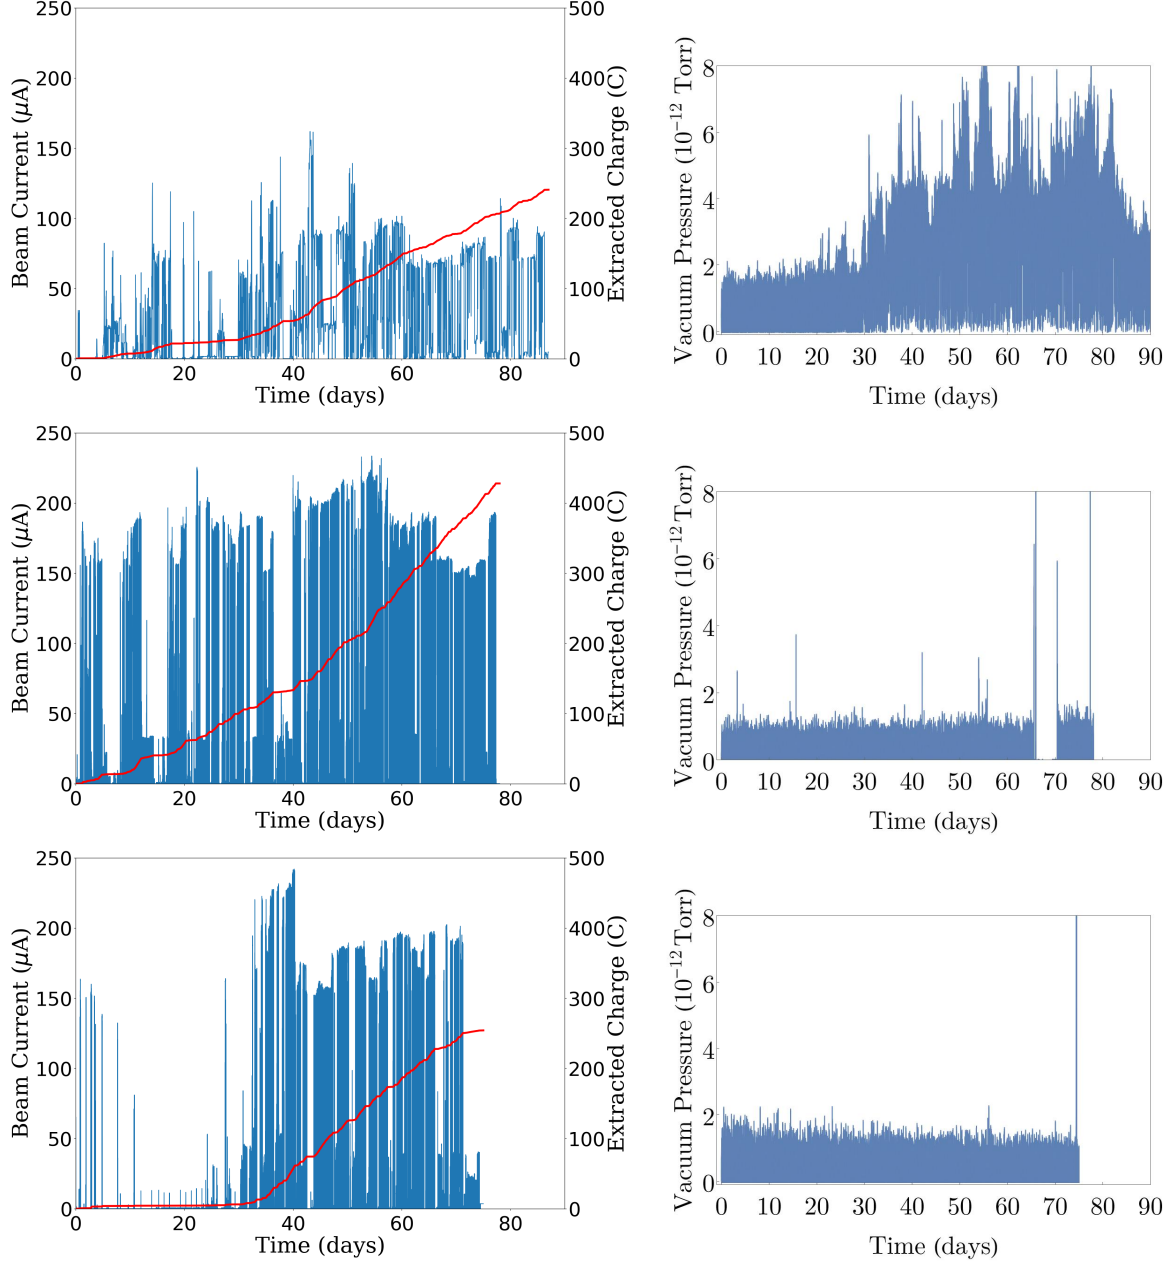 250
200
150
100
50
0
Beam Current (μA)
500
400
300
200
100
0
Extracted Charge (C)
0 20 40 60 80
Time (days)
8
6
4
2
0
Vacuum Pressure (10⁻¹² Torr)
0 10 20 30 40 50 60 70 80 90
Time (days)
250
200
150
100
50
0
Beam Current (μA)
500
400
300
200
100
0
Extracted Charge (C)
0 20 40 60 80
Time (days)
8
6
4
2
0
Vacuum Pressure (10⁻¹² Torr)
0 10 20 30 40 50 60 70 80 90
Time (days)
250
200
150
100
50
0
Beam Current (μA)
500
400
300
200
100
0
Extracted Charge (C)
0 20 40 60 80
Time (days)
8
6
4
2
0
Vacuum Pressure (10⁻¹² Torr)
0 10 20 30 40 50 60 70 80 90
Time (days)